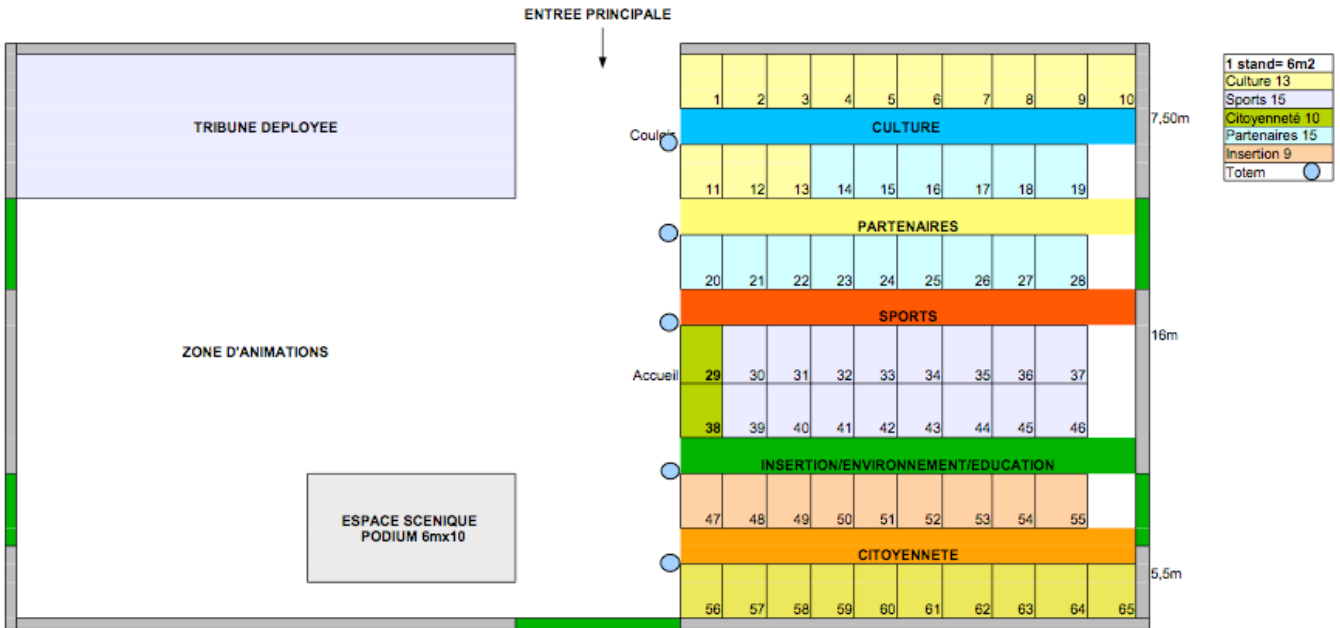 ENTREE PRINCIPALE
1 2 3 4 5 6 7 8 9 10
TRIBUNE DEPLOYEE
Couloir
CULTURE
7,50m
11 12 13 14 15 16 17 18 19
PARTENAIRES
20 21 22 23 24 25 26 27 28
SPORTS
16m
ZONE D'ANIMATIONS
Accueil
29 30 31 32 33 34 35 36 37
38 39 40 41 42 43 44 45 46
INSERTION/ENVIRONNEMENT/EDUCATION
47 48 49 50 51 52 53 54 55
ESPACE SCENIQUE
PODIUM 6mx10
CITOYENNETE
5,5m
56 57 58 59 60 61 62 63 64 65
1 stand= 6m2
Culture 13
Sports 15
Citoyenneté 10
Partenaires 15
Insertion 9
Totem